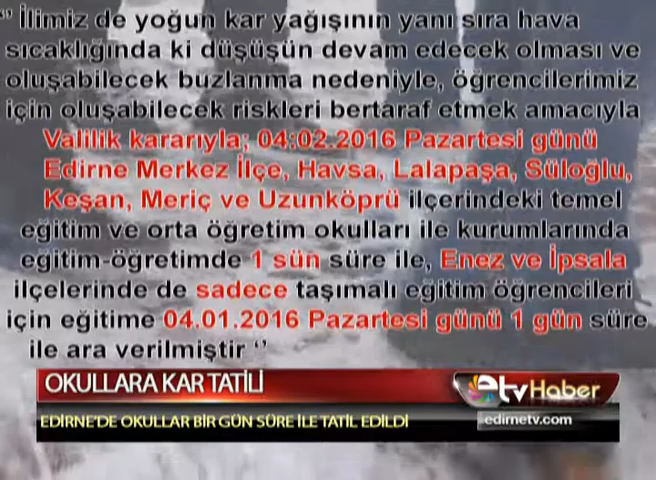 ‘’ İlimiz de yoğun kar yağışının yanı sıra hava
sıcaklığında ki düşüşün devam edecek olması ve
oluşabilecek buzlanma nedeniyle, öğrencilerimiz
için oluşabilecek riskleri bertaraf etmek amacıyla
Valilik kararıyla; 04:02.2016 Pazartesi günü
Edirne Merkez İlçe, Havsa, Lalapaşa, Süloğlu,
Keşan, Meriç ve Uzunköprü ilçerindeki temel
eğitim ve orta öğretim okulları ile kurumlarında
eğitim-öğretimde 1 sün süre ile, Enez ve İpsala
ilçelerinde de sadece taşımalı eğitim öğrencileri
için eğitime 04.01.2016 Pazartesi günü 1 gün süre
ile ara verilmiştir ‘’
OKULLARA KAR TATİLİ
etv Haber
EDİRNE'DE OKULLAR BİR GÜN SÜRE İLE TATİL EDİLDİ
edirnetv.com